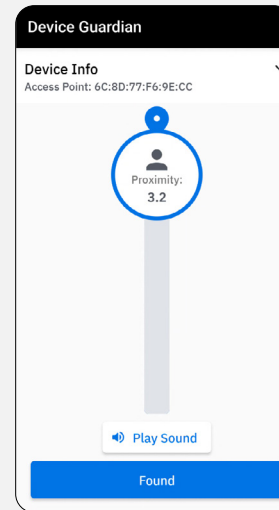 Device Guardian
Device Info
Access Point: 6C:8D:77:F6:9E:CC
Proximity:
3.2
Play Sound
Found